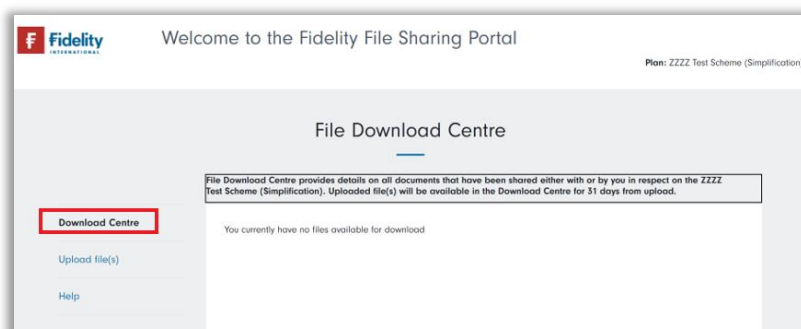 Fidelity
INTERNATIONAL
Welcome to the Fidelity File Sharing Portal
Plan: ZZZZ Test Scheme (Simplification)
File Download Centre
File Download Centre provides details on all documents that have been shared either with or by you in respect on the ZZZZ
Test Scheme (Simplification). Uploaded file(s) will be available in the Download Centre for 31 days from upload.
Download Centre
You currently have no files available for download
Upload file(s)
Help